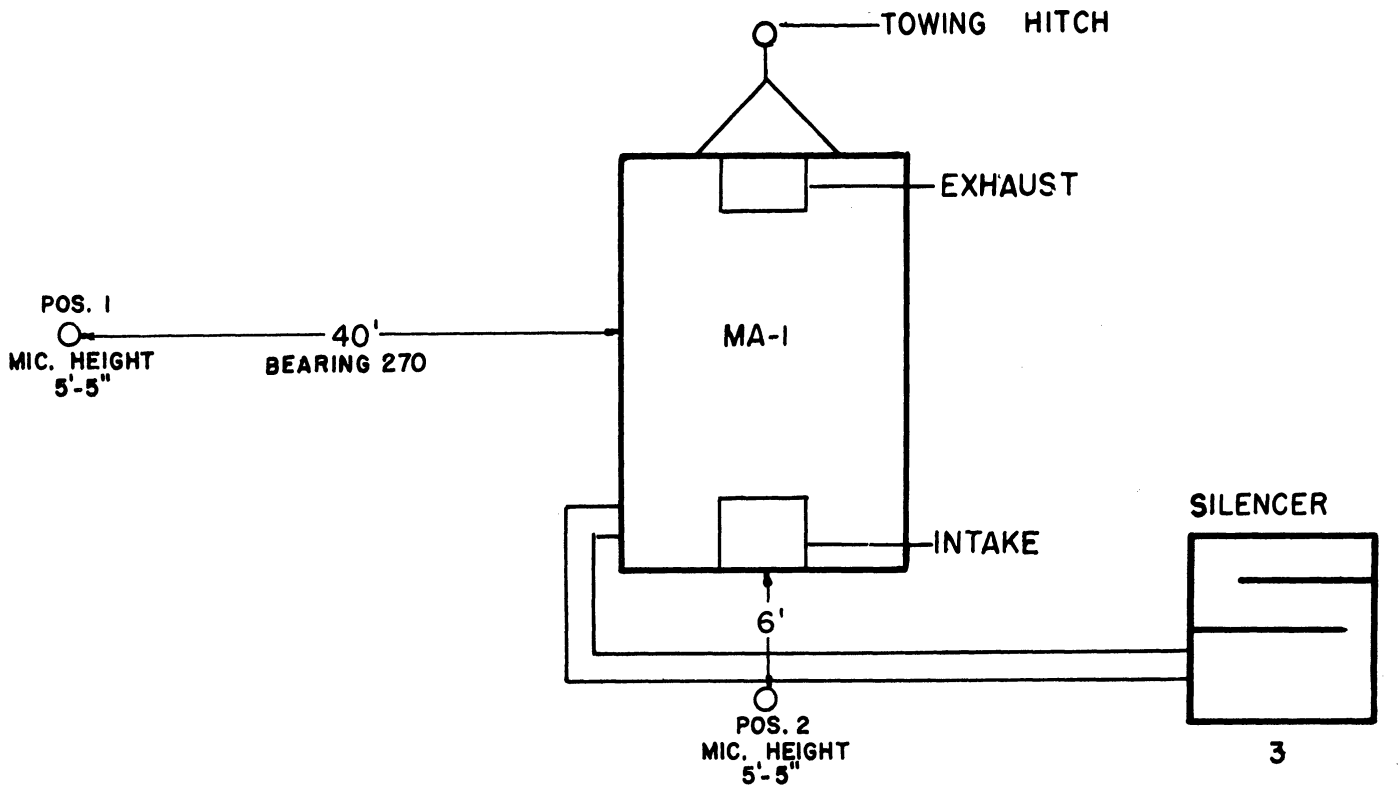 TOWING HITCH
EXHAUST
POS. 1
40'
MA-1
MIC. HEIGHT
5'-5"
BEARING 270
SILENCER
INTAKE
6'
POS. 2
MIC. HEIGHT
5'-5"
3